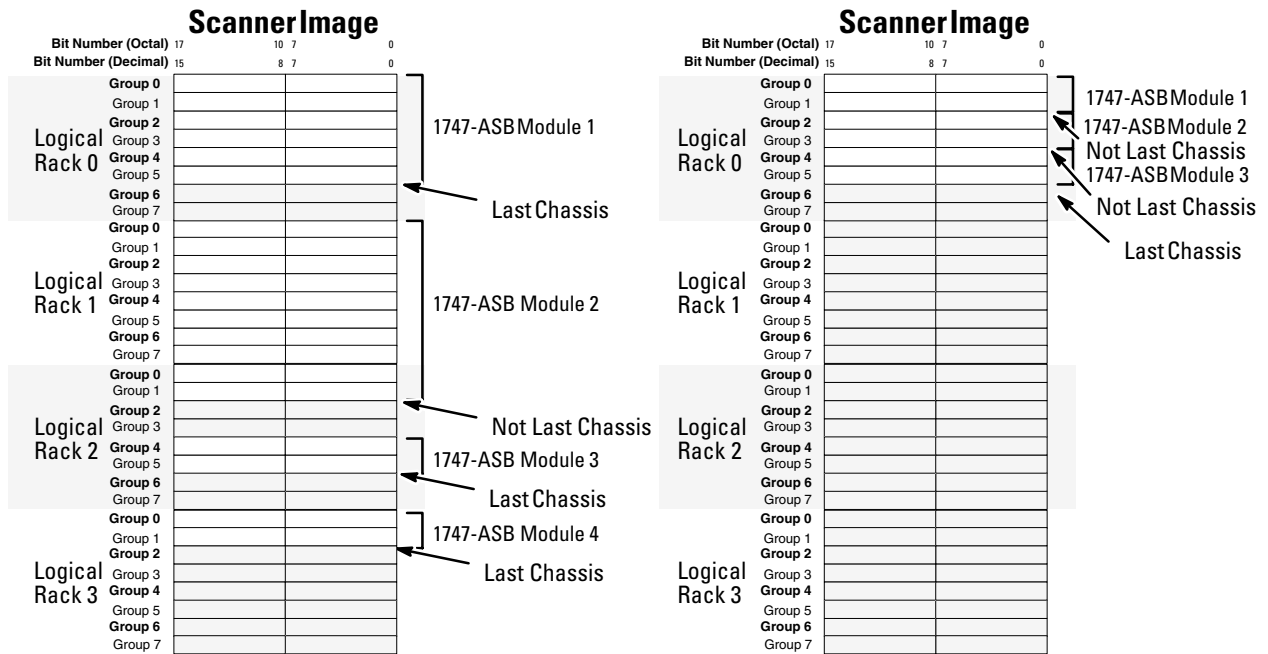 Scanner Image
Bit Number (Octal) 17 10 7 0
Bit Number (Decimal) 15 8 7 0
Logical Rack 0
Group 0
Group 1
Group 2
Group 3
Group 4
Group 5
Group 6
Group 7
Logical Rack 1
Group 0
Group 1
Group 2
Group 3
Group 4
Group 5
Group 6
Group 7
Logical Rack 2
Group 0
Group 1
Group 2
Group 3
Group 4
Group 5
Group 6
Group 7
Logical Rack 3
Group 0
Group 1
Group 2
Group 3
Group 4
Group 5
Group 6
Group 7
1747-ASB Module 1
Last Chassis
1747-ASB Module 2
Not Last Chassis
1747-ASB Module 3
Last Chassis
1747-ASB Module 4
Last Chassis
Scanner Image
Bit Number (Octal) 17 10 7 0
Bit Number (Decimal) 15 8 7 0
Logical Rack 0
Group 0
Group 1
Group 2
Group 3
Group 4
Group 5
Group 6
Group 7
Logical Rack 1
Group 0
Group 1
Group 2
Group 3
Group 4
Group 5
Group 6
Group 7
Logical Rack 2
Group 0
Group 1
Group 2
Group 3
Group 4
Group 5
Group 6
Group 7
Logical Rack 3
Group 0
Group 1
Group 2
Group 3
Group 4
Group 5
Group 6
Group 7
1747-ASB Module 1
1747-ASB Module 2
Not Last Chassis
1747-ASB Module 3
Not Last Chassis
Last Chassis